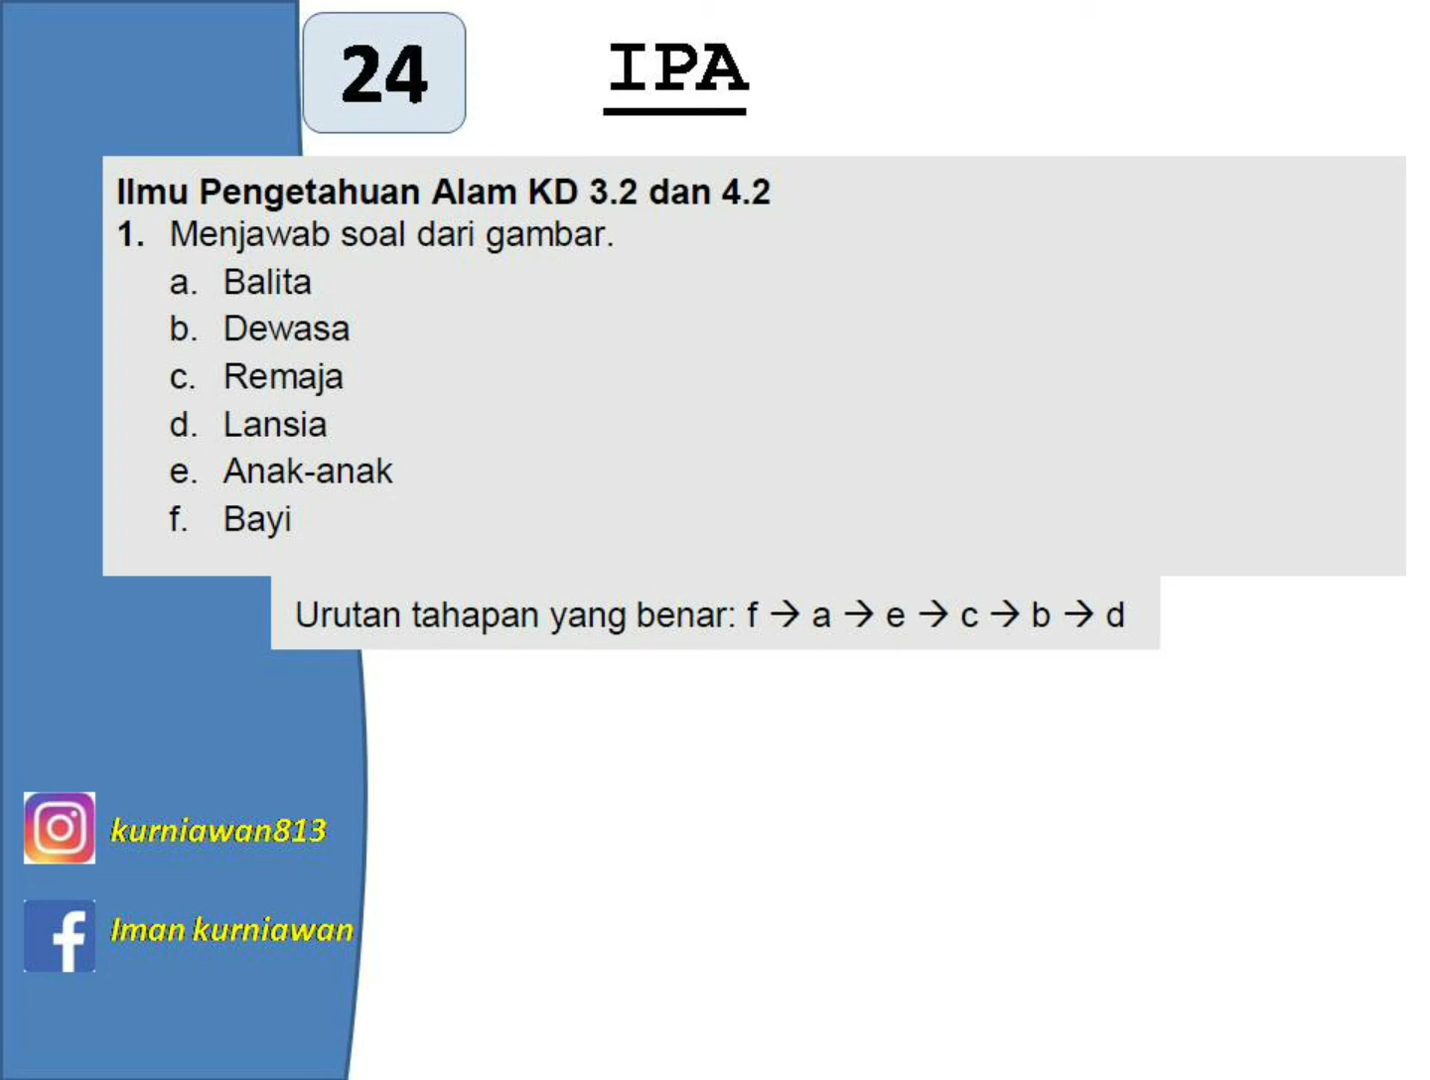 24
IPA
Ilmu Pengetahuan Alam KD 3.2 dan 4.2
1. Menjawab soal dari gambar.
a. Balita
b. Dewasa
c. Remaja
d. Lansia
e. Anak-anak
f. Bayi
Urutan tahapan yang benar: f → a → e → c → b → d
kurniawan813
Iman kurniawan